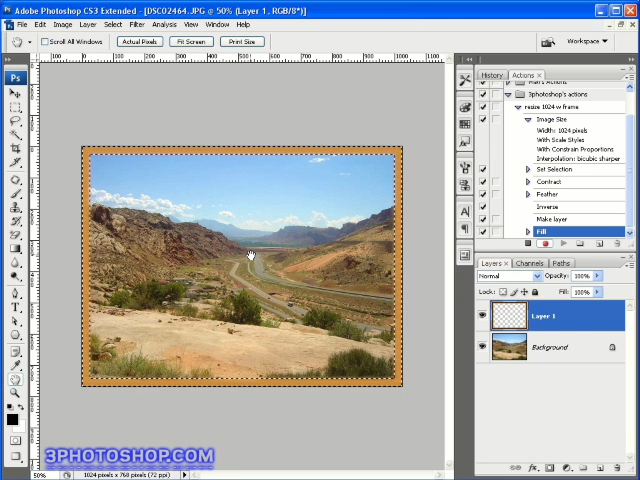 Adobe Photoshop CS3 Extended - [DSC02464.JPG @ 50% (Layer 1, RGB/8*)]
File Edit Image Layer Select Filter Analysis View Window Help
Scroll All Windows Actual Pixels Fit Screen Print Size Workspace
Ps
History Actions
3photoshop's actions
resize 1024 w frame
Image Size
Width: 1024 pixels
With Scale Styles
With Constrain Proportions
Interpolation: bicubic sharper
Set Selection
Contract
Feather
Inverse
Make layer
Fill
Layers Channels Paths
Normal Opacity: 100%
Lock: Fill: 100%
Layer 1
Background
3PHOTOSHOP.COM
50% 1024 pixels x 768 pixels (72 ppi)